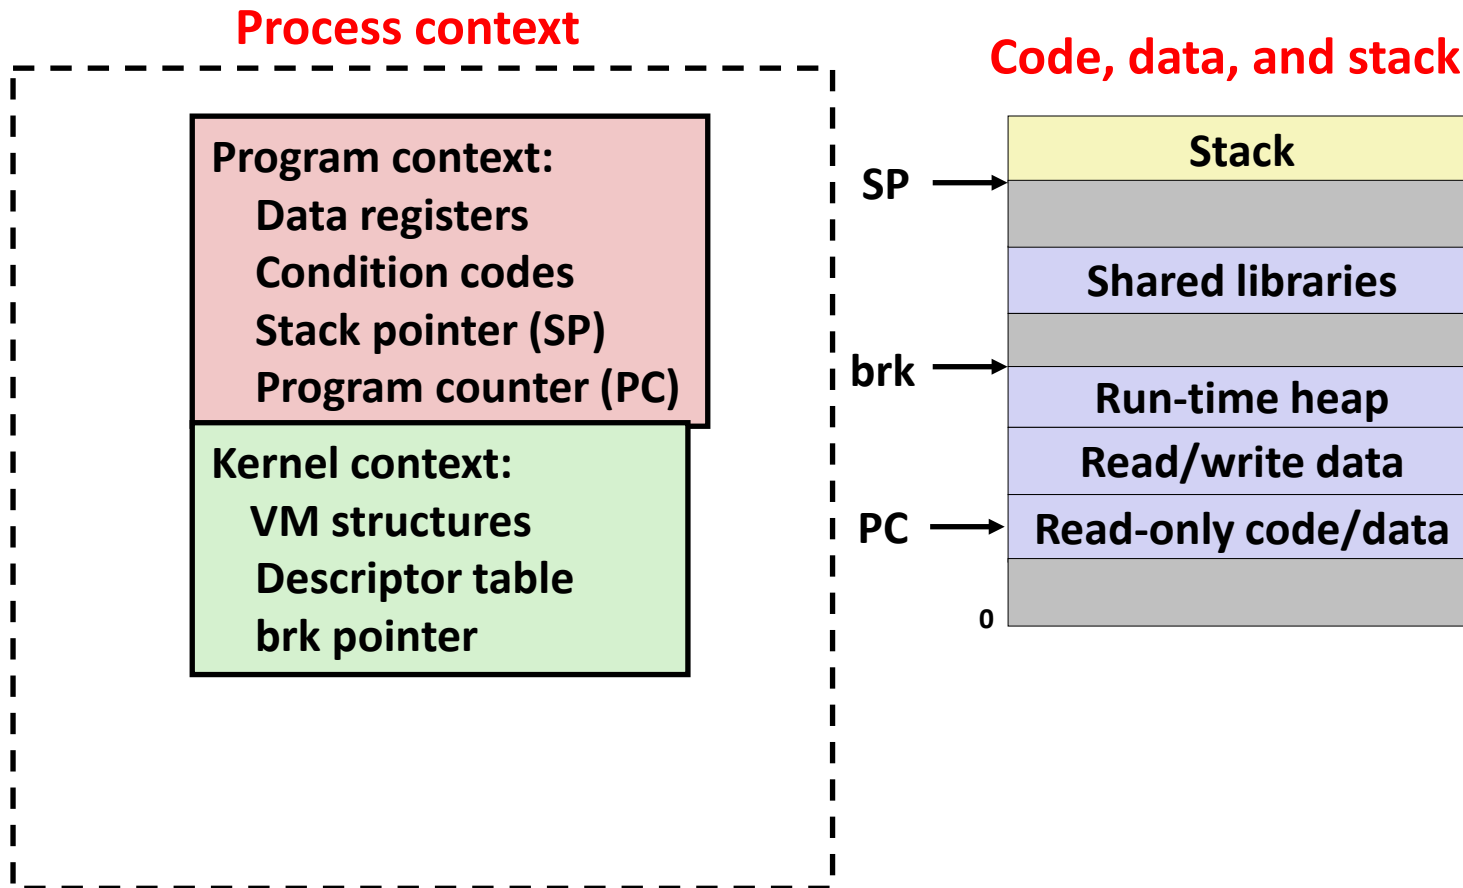 Process context
Program context:
Data registers
Condition codes
Stack pointer (SP)
Program counter (PC)
Kernel context:
VM structures
Descriptor table
brk pointer
Code, data, and stack
Stack
SP
Shared libraries
brk
Run-time heap
Read/write data
PC
Read-only code/data
0